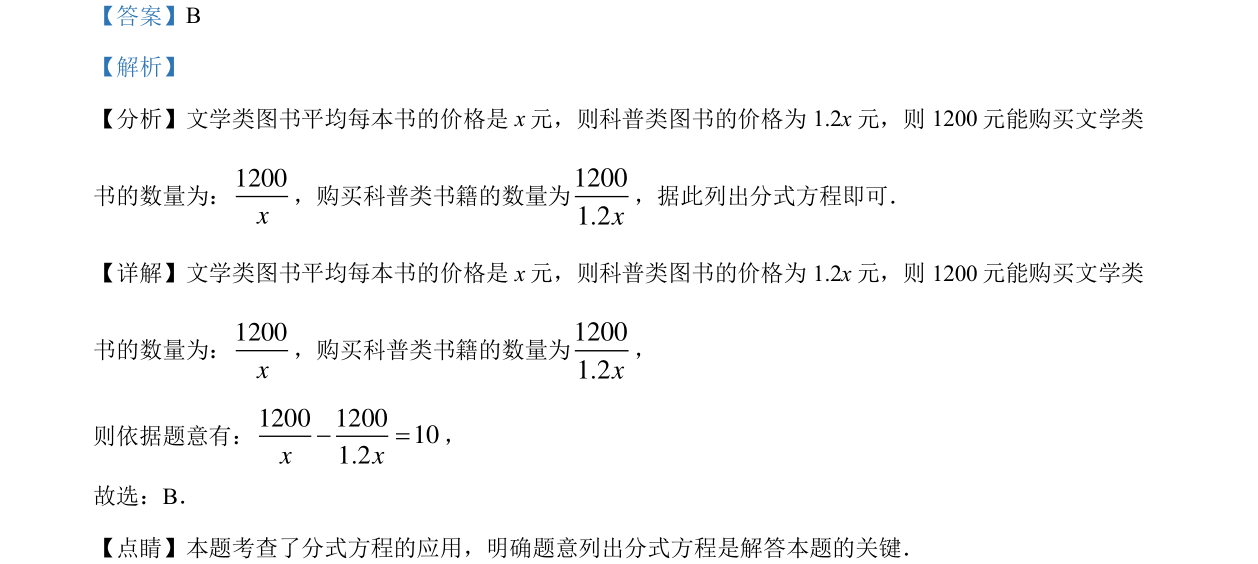 【答案】B
【解析】
【分析】文学类图书平均每本书的价格是 x 元，则科普类图书的价格为 1.2x 元，则 1200 元能购买文学类
书的数量为：1200/x，购买科普类书籍的数量为1200/1.2x，据此列出分式方程即可．
【详解】文学类图书平均每本书的价格是 x 元，则科普类图书的价格为 1.2x 元，则 1200 元能购买文学类
书的数量为：1200/x，购买科普类书籍的数量为1200/1.2x，
则依据题意有：1200/x−1200/1.2x=10，
故选：B．
【点睛】本题考查了分式方程的应用，明确题意列出分式方程是解答本题的关键．